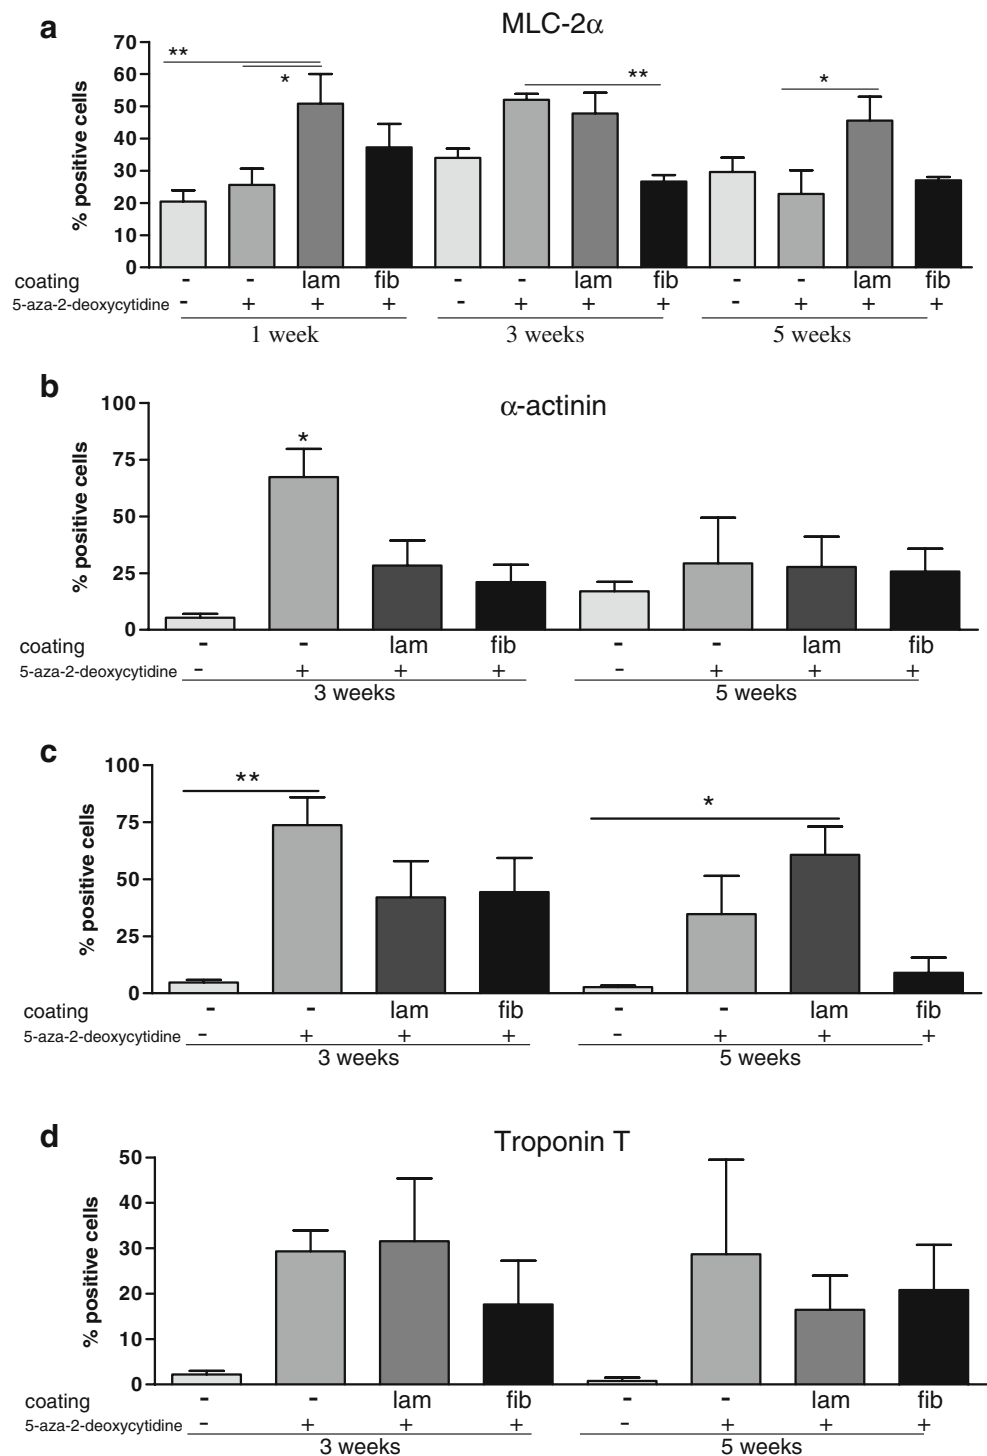 a
MLC-2α
% positive cells
70
60
50
40
30
20
10
0
** * ** *
coating - - lam fib - - lam fib - - lam fib
5-aza-2-deoxycytidine - + + + - + + + - + + +
1 week 3 weeks 5 weeks
b
α-actinin
% positive cells
100
75
50
25
0
*
coating - - lam fib - - lam fib
5-aza-2-deoxycytidine - + + + - + + +
3 weeks 5 weeks
c
% positive cells
100
75
50
25
0
** *
coating - - lam fib - - lam fib
5-aza-2-deoxycytidine - + + + - + + +
3 weeks 5 weeks
d
Troponin T
% positive cells
50
40
30
20
10
0
coating - - lam fib - - lam fib
5-aza-2-deoxycytidine - + + + - + + +
3 weeks 5 weeks